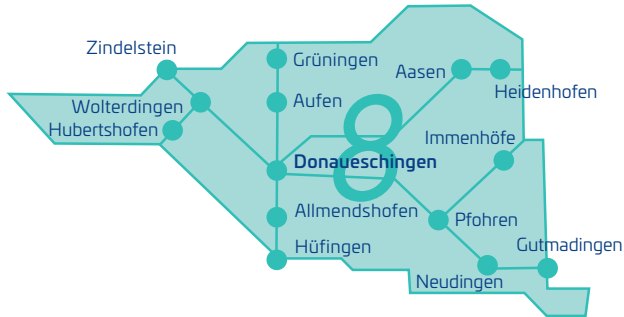 Zindelstein
Grüningen
Aasen
Heidenhofen
Wolterdingen
Aufen
Hubertshofen
8
Immenhöfe
Donaueschingen
Allmendshofen
Pfohren
Hüfingen
Gutmadingen
Neudingen